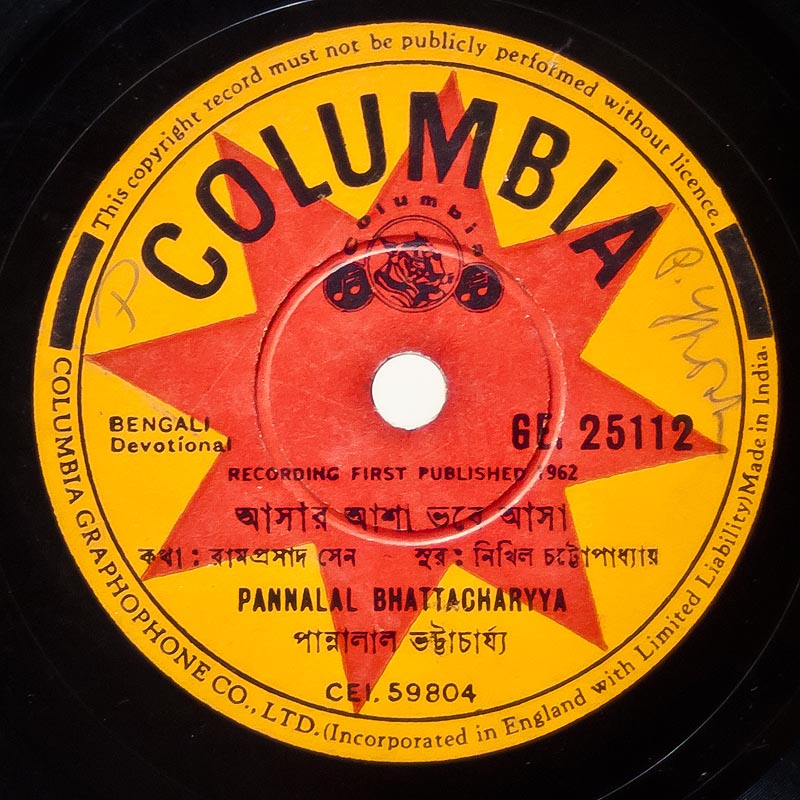 This copyright record must not be publicly performed without licence.
COLUMBIA
Columbia
BENGALI
Devotional
GE. 25112
RECORDING FIRST PUBLISHED 1962
আসার আশা ভবে আসা
কথা : রামপ্রসাদ সেন সুর : নিখিল চট্টোপাধ্যায়
PANNALAL BHATTACHARYYA
পান্নালাল ভট্টাচার্য্য
CEI. 59804
COLUMBIA GRAPHOPHONE CO., LTD. (Incorporated in England with Limited Liability) Made in India.